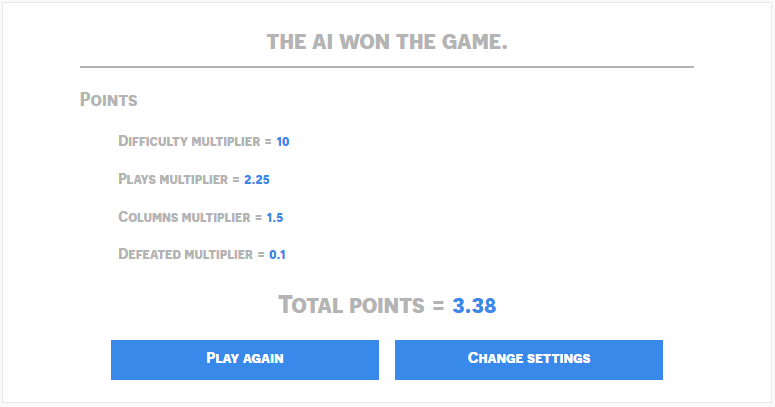 THE AI WON THE GAME.
POINTS
DIFFICULTY MULTIPLIER = 10
PLAYS MULTIPLIER = 2.25
COLUMNS MULTIPLIER = 1.5
DEFEATED MULTIPLIER = 0.1
TOTAL POINTS = 3.38
PLAY AGAIN
CHANGE SETTINGS